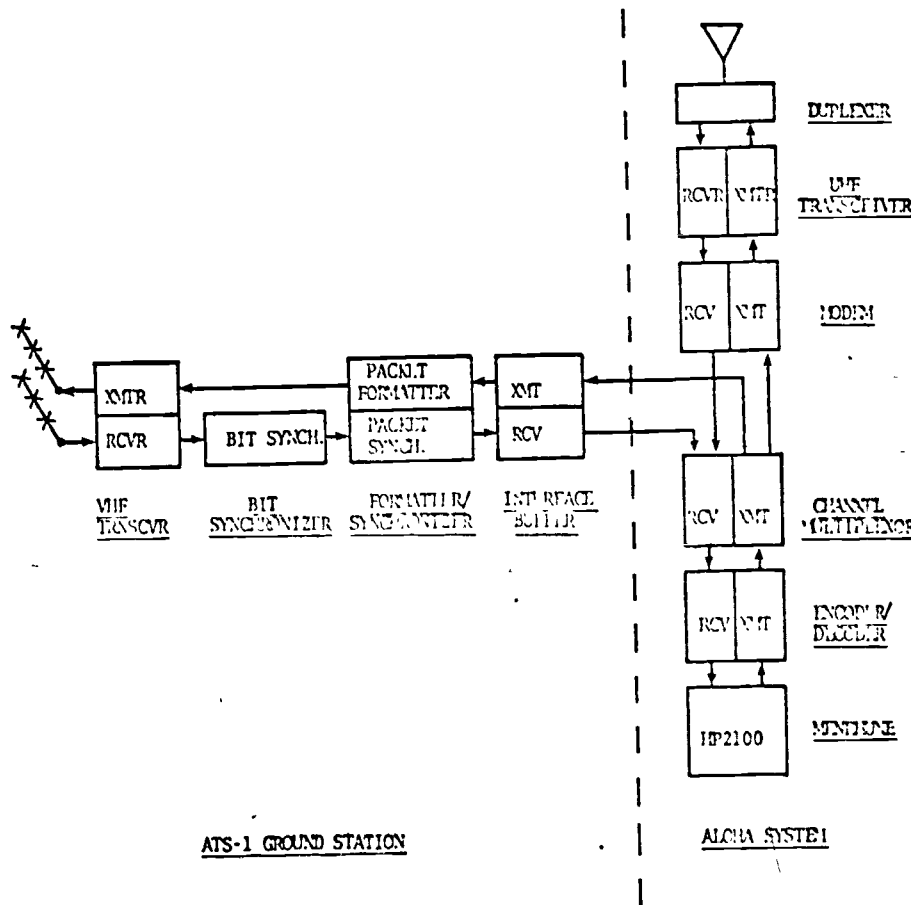 DUPLEXER
RCVR XMTR
UHF
TRANSCEIVER
RCV XMT
MODEM
XMTR
RCVR
BIT SYNCH.
PACKET
FORMATTER
PACKET
SYNCH.
XMT
RCV
VHF
TRANSCVR
BIT
SYNCHRONIZER
FORMATTER/
SYNCHRONIZER
INTERFACE
BUFFER
RCV XMT
CHANNEL
MULTIPLEXOR
RCV XMT
ENCODER/
DECODER
HP2100
MENEHUNE
ATS-1 GROUND STATION
ALOHA SYSTEM